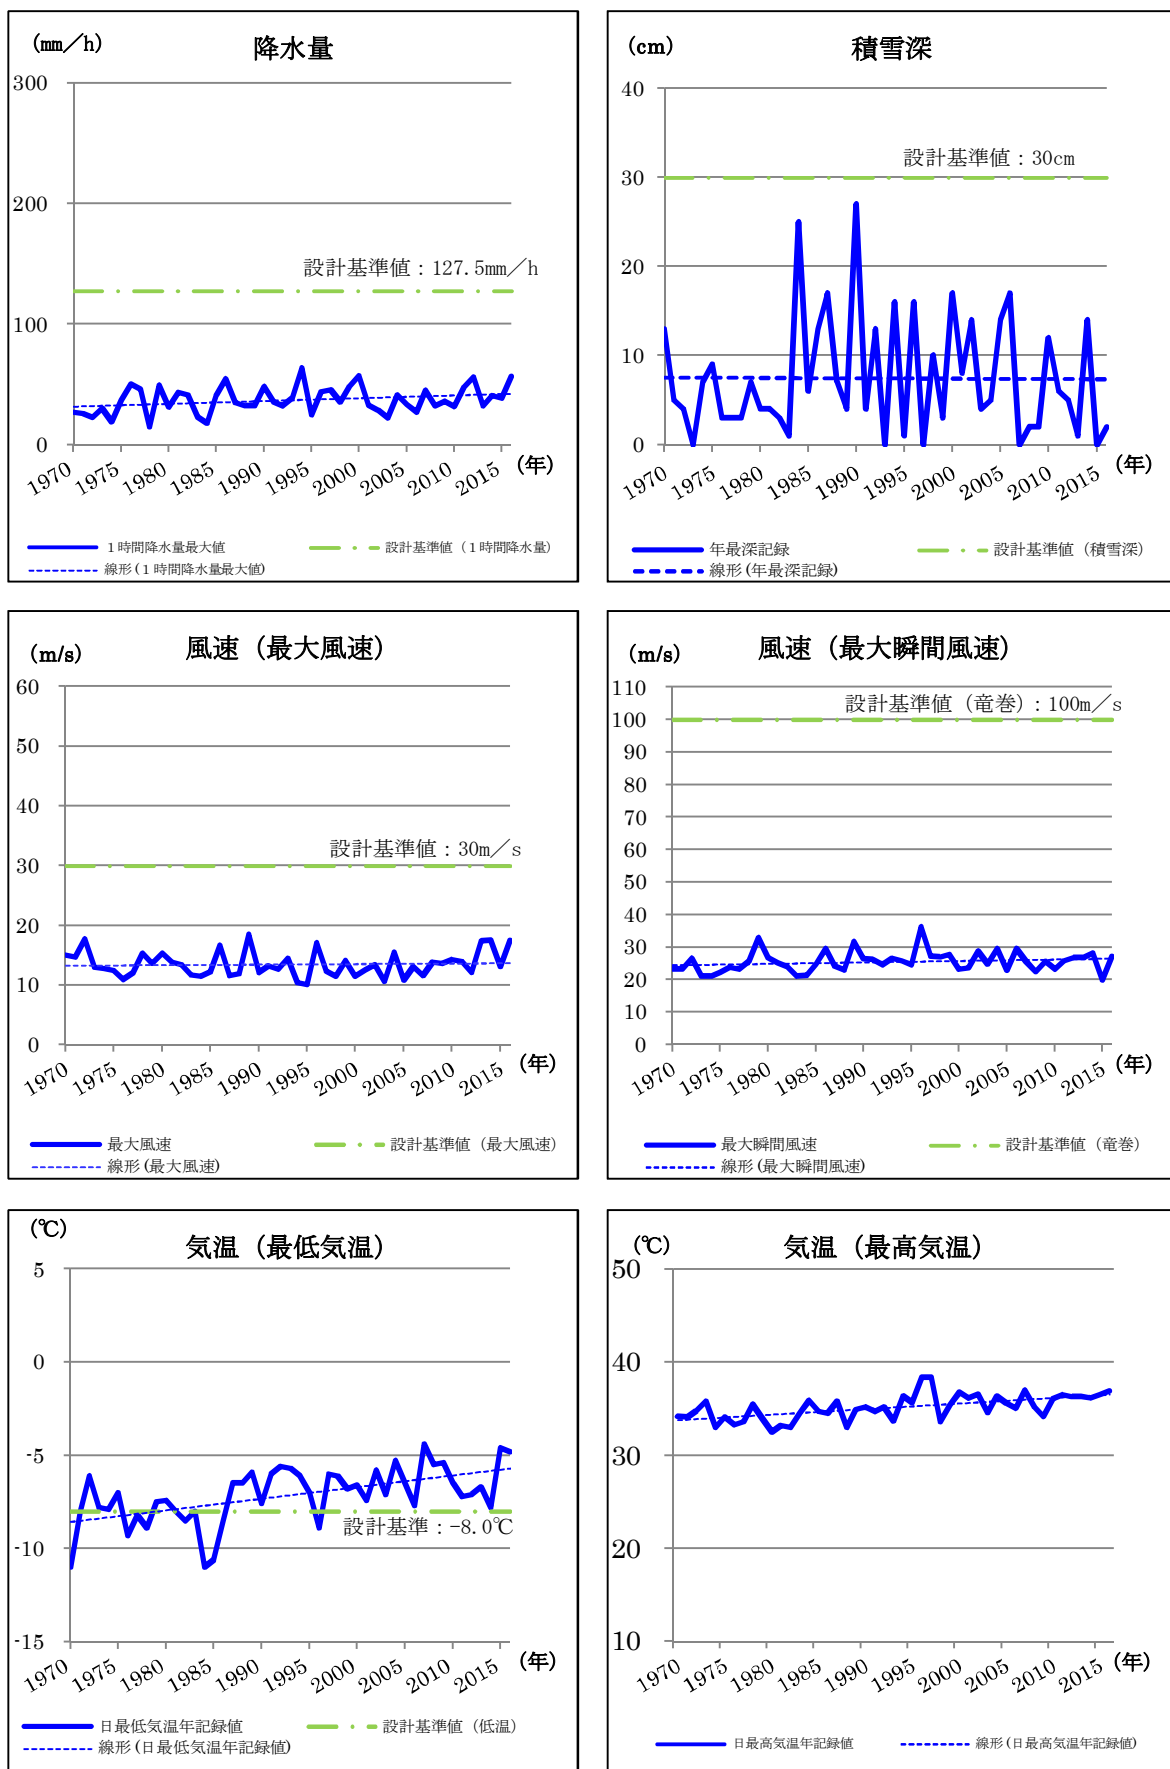 (mm／h)
降水量
300
200
設計基準値：127.5mm／h
100
0
1970 1975 1980 1985 1990 1995 2000 2005 2010 2015 (年)
１時間降水量最大値 設計基準値（１時間降水量）
線形(１時間降水量最大値)
(cm)
積雪深
40
設計基準値：30cm
30
20
10
0
1970 1975 1980 1985 1990 1995 2000 2005 2010 2015 (年)
年最深記録 設計基準値（積雪深）
線形(年最深記録)
(m/s)
風速（最大風速）
60
50
40
設計基準値：30m／s
30
20
10
0
1970 1975 1980 1985 1990 1995 2000 2005 2010 2015 (年)
最大風速 設計基準値（最大風速）
線形(最大風速)
(m/s)
風速（最大瞬間風速）
110
設計基準値（竜巻）：100m／s
100
90
80
70
60
50
40
30
20
10
0
1970 1975 1980 1985 1990 1995 2000 2005 2010 2015 (年)
最大瞬間風速 設計基準値（竜巻）
線形(最大瞬間風速)
(℃)
気温（最低気温）
5
0
-5
設計基準：-8.0℃
-10
-15
1970 1975 1980 1985 1990 1995 2000 2005 2010 2015 (年)
日最低気温年記録値 設計基準値（低温）
線形(日最低気温年記録値)
(℃)
気温（最高気温）
50
40
30
20
10
1970 1975 1980 1985 1990 1995 2000 2005 2010 2015 (年)
日最高気温年記録値 線形(日最高気温年記録値)